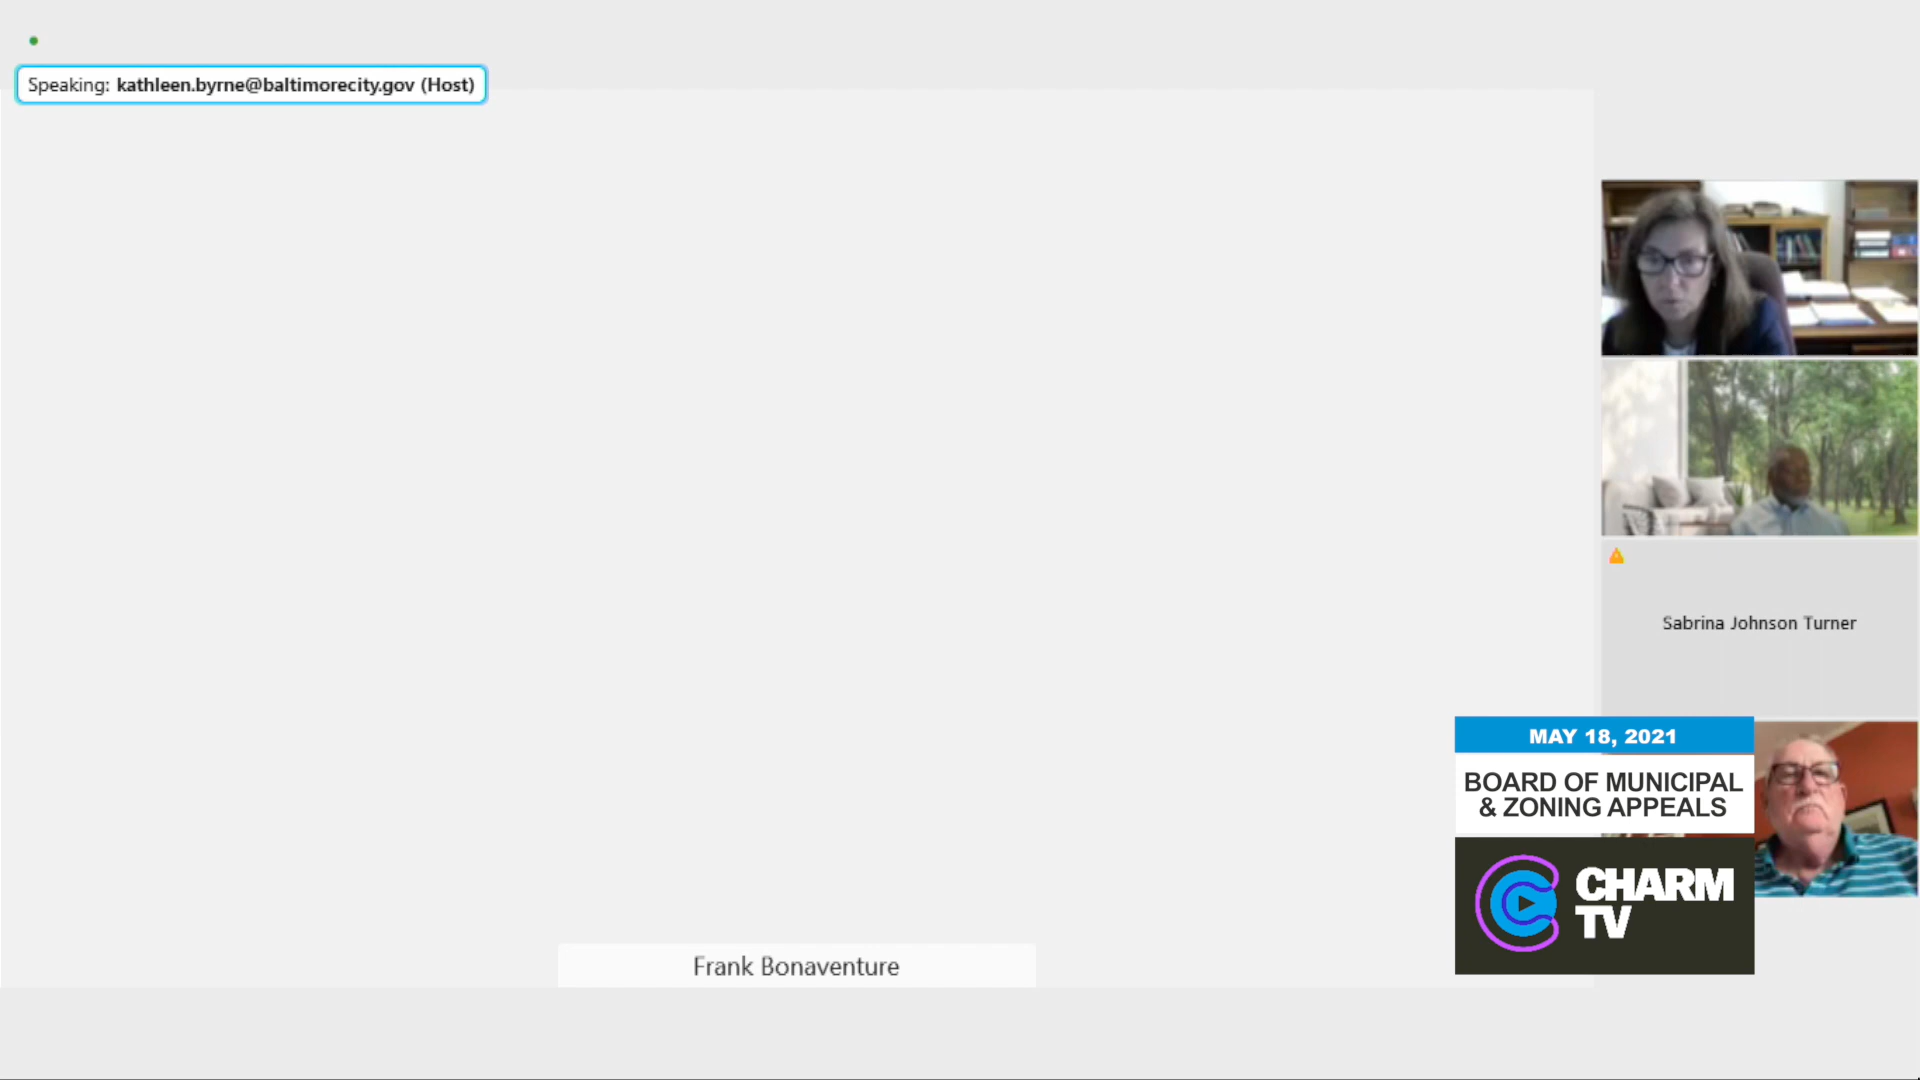 Speaking: kathleen.byrne@baltimorecity.gov (Host)
Sabrina Johnson Turner
MAY 18, 2021
BOARD OF MUNICIPAL
& ZONING APPEALS
CHARM
TV
Frank Bonaventure